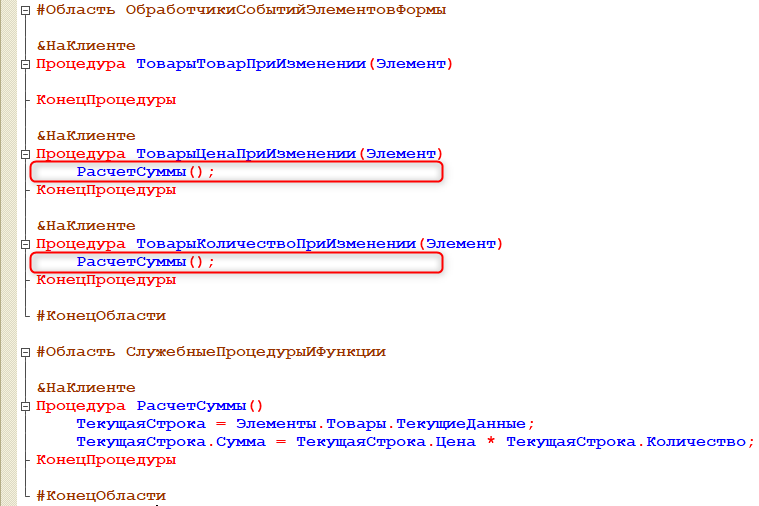 #Область ОбработчикиСобытийЭлементовФормы
&НаКлиенте
Процедура ТоварыТоварПриИзменении(Элемент)
КонецПроцедуры
&НаКлиенте
Процедура ТоварыЦенаПриИзменении(Элемент)
РасчетСуммы();
КонецПроцедуры
&НаКлиенте
Процедура ТоварыКоличествоПриИзменении(Элемент)
РасчетСуммы();
КонецПроцедуры
#КонецОбласти
#Область СлужебныеПроцедурыИФункции
&НаКлиенте
Процедура РасчетСуммы()
ТекущаяСтрока = Элементы.Товары.ТекущиеДанные;
ТекущаяСтрока.Сумма = ТекущаяСтрока.Цена * ТекущаяСтрока.Количество;
КонецПроцедуры
#КонецОбласти